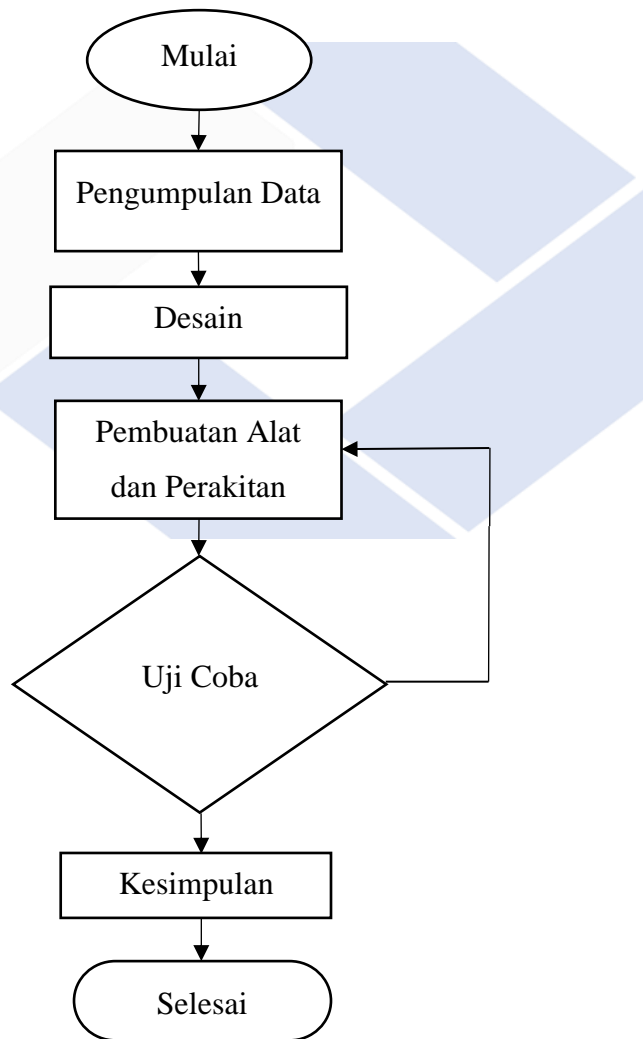 Mulai
Pengumpulan Data
Desain
Pembuatan Alat
dan Perakitan
Uji Coba
Kesimpulan
Selesai